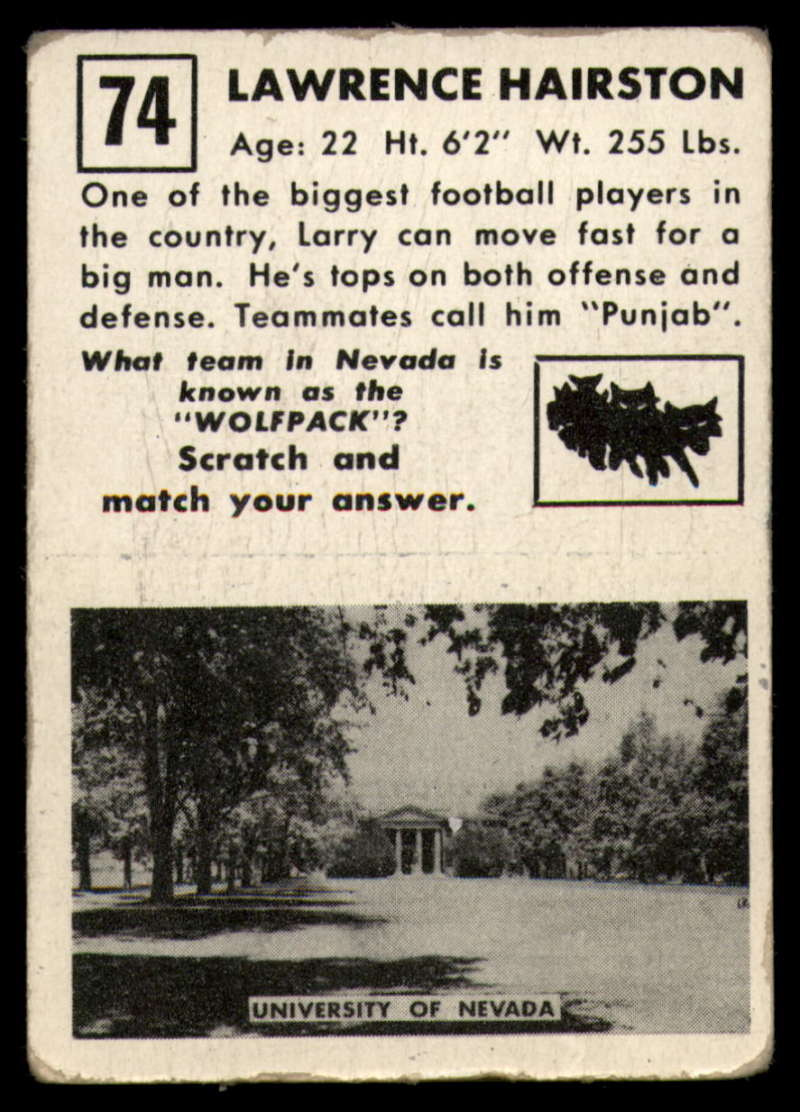 74
LAWRENCE HAIRSTON
Age: 22 Ht. 6'2" Wt. 255 Lbs.
One of the biggest football players in
the country, Larry can move fast for a
big man. He's tops on both offense and
defense. Teammates call him "Punjab".
What team in Nevada is
known as the
"WOLFPACK"?
Scratch and
match your answer.
UNIVERSITY OF NEVADA